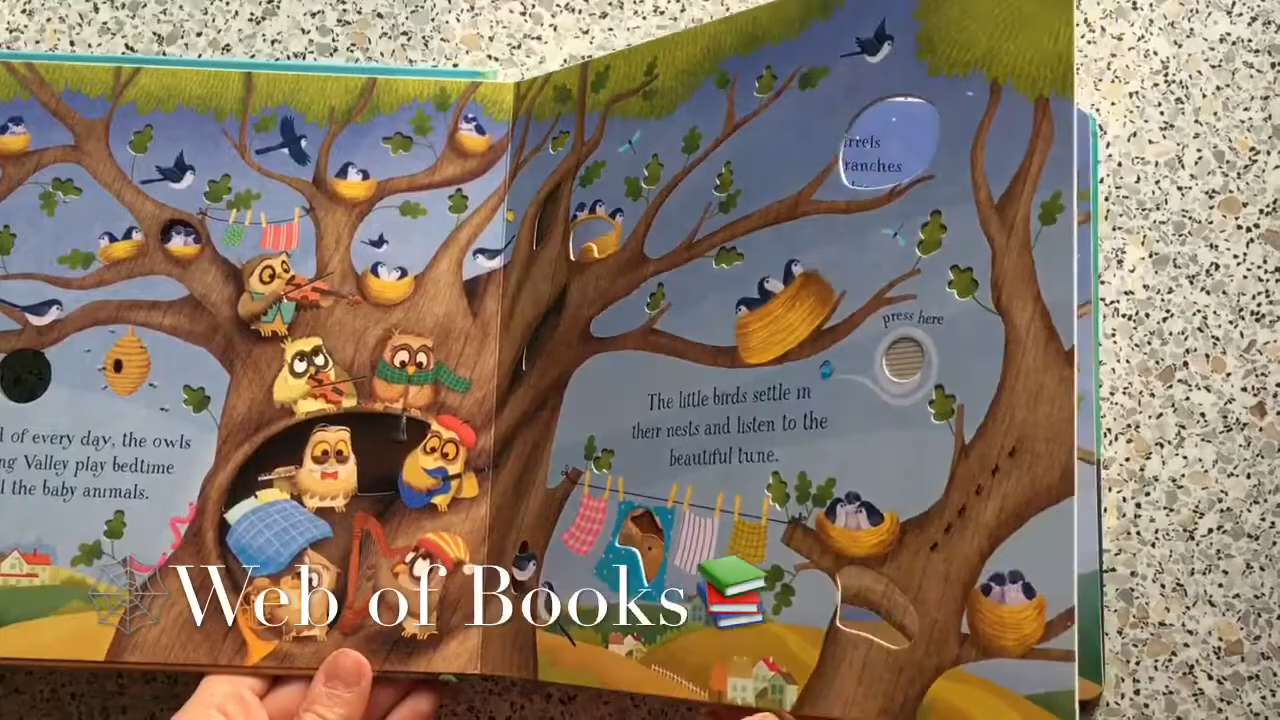 of every day, the owls
ng Valley play bedtime
the baby animals.
rrels
ranches
press here
The little birds settle in
their nests and listen to the
beautiful tune.
Web of Books